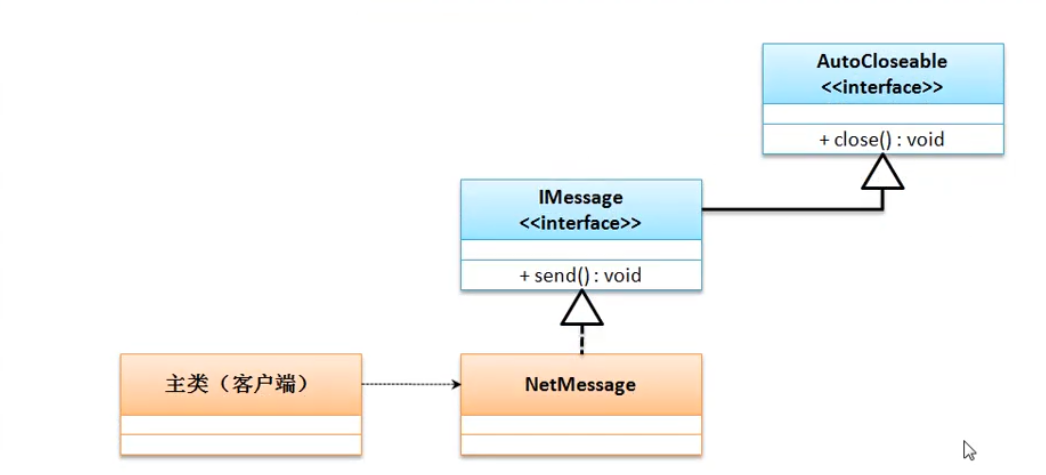 AutoCloseable
<<interface>>
+ close() : void
IMessage
<<interface>>
+ send() : void
主类（客户端）
NetMessage